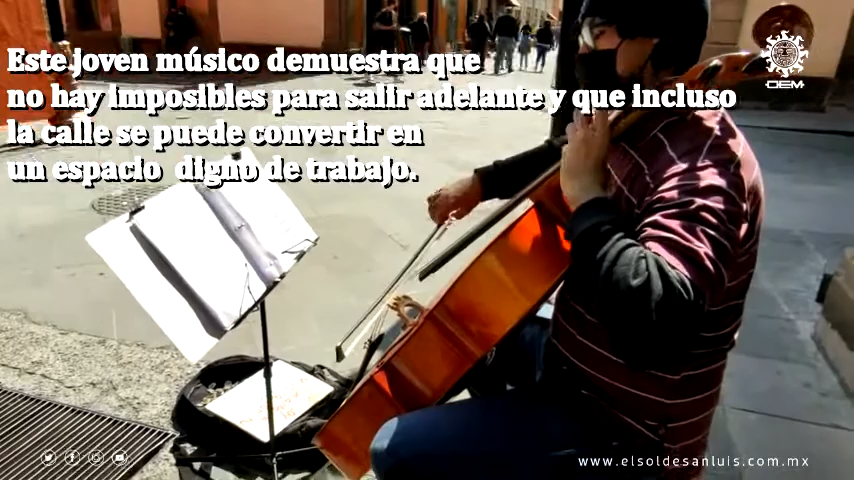 Este joven músico demuestra que
no hay imposibles para salir adelante y que incluso
la calle se puede convertir en
un espacio digno de trabajo.
OEM
www.elsoldesanluis.com.mx